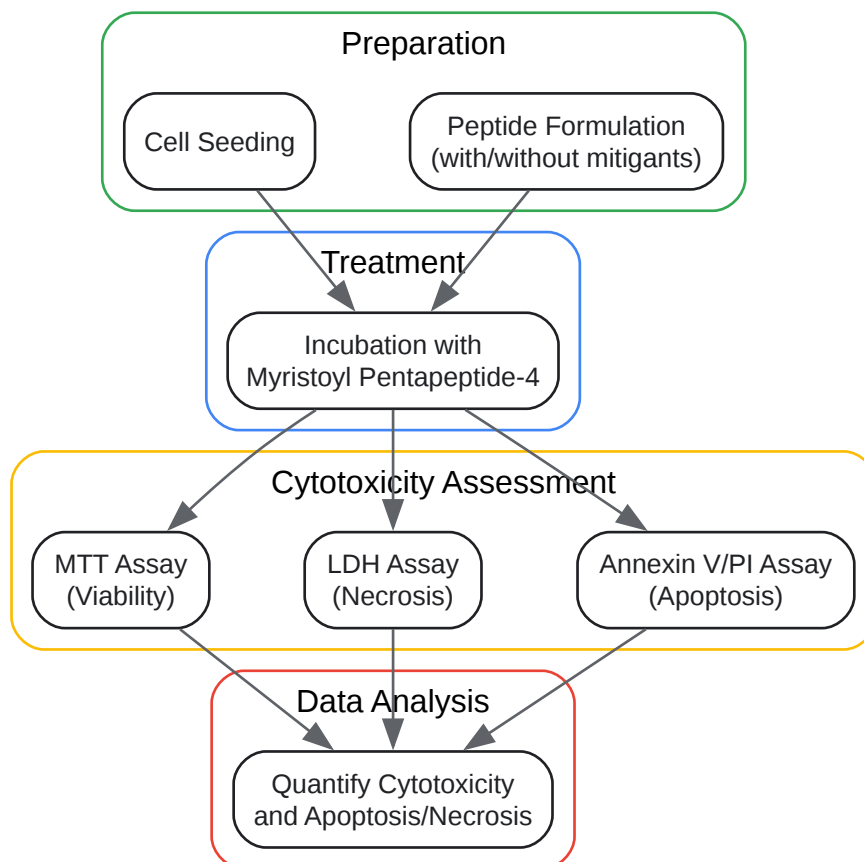 Preparation
Cell Seeding
Peptide Formulation
(with/without mitigants)
Treatment
Incubation with
Myristoyl Pentapeptide-4
Cytotoxicity Assessment
MTT Assay
(Viability)
LDH Assay
(Necrosis)
Annexin V/PI Assay
(Apoptosis)
Data Analysis
Quantify Cytotoxicity
and Apoptosis/Necrosis